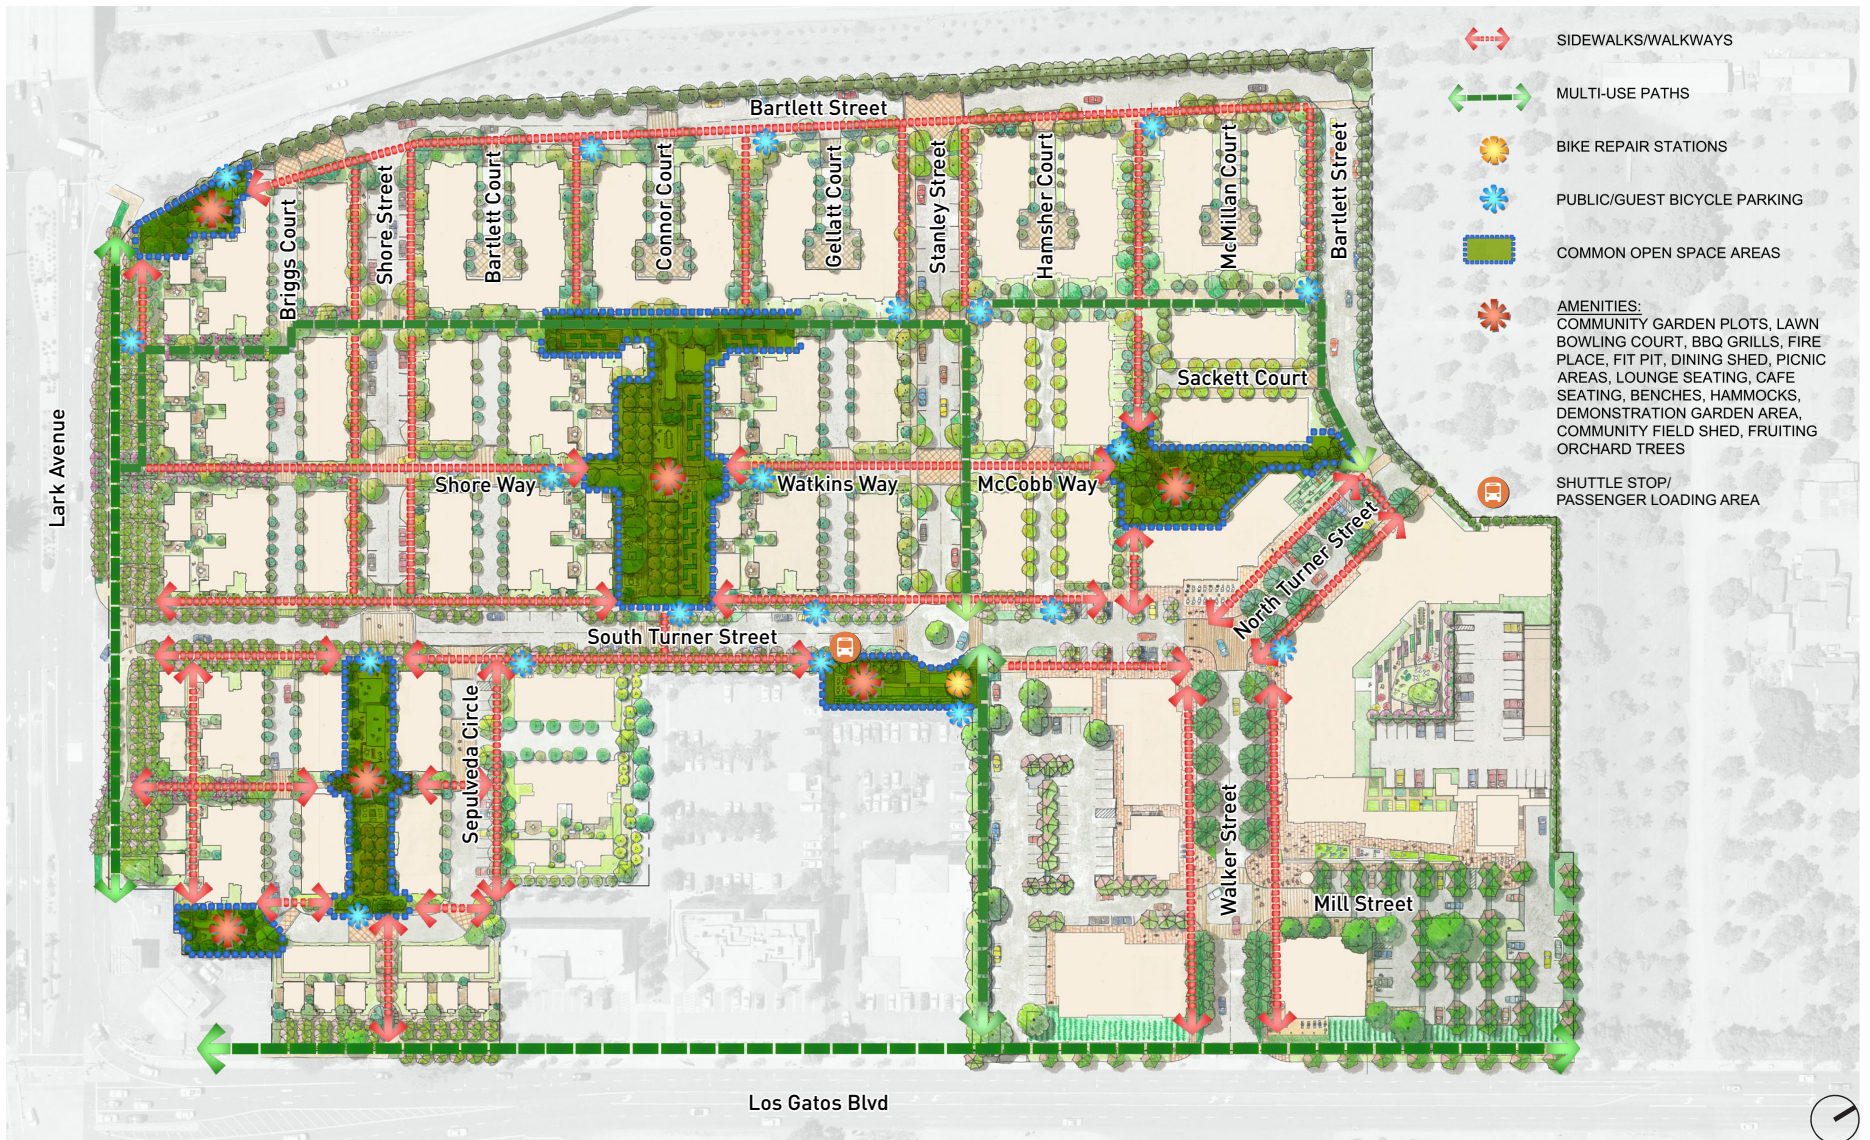 SIDEWALKS/WALKWAYS
MULTI-USE PATHS
BIKE REPAIR STATIONS
PUBLIC/GUEST BICYCLE PARKING
COMMON OPEN SPACE AREAS
AMENITIES:
COMMUNITY GARDEN PLOTS, LAWN
BOWLING COURT, BBQ GRILLS, FIRE
PLACE, FIT PIT, DINING SHED, PICNIC
AREAS, LOUNGE SEATING, CAFE
SEATING, BENCHES, HAMMOCKS,
DEMONSTRATION GARDEN AREA,
COMMUNITY FIELD SHED, FRUITING
ORCHARD TREES
SHUTTLE STOP/
PASSENGER LOADING AREA
Bartlett Street
Briggs Court
Shore Street
Bartlett Court
Connor Court
Gellatt Court
Stanley Street
Hamsher Court
McMillan Court
Bartlett Street
Sackett Court
Lark Avenue
Shore Way
Watkins Way
McCobb Way
North Turner Street
South Turner Street
Sepulveda Circle
Walker Street
Mill Street
Los Gatos Blvd